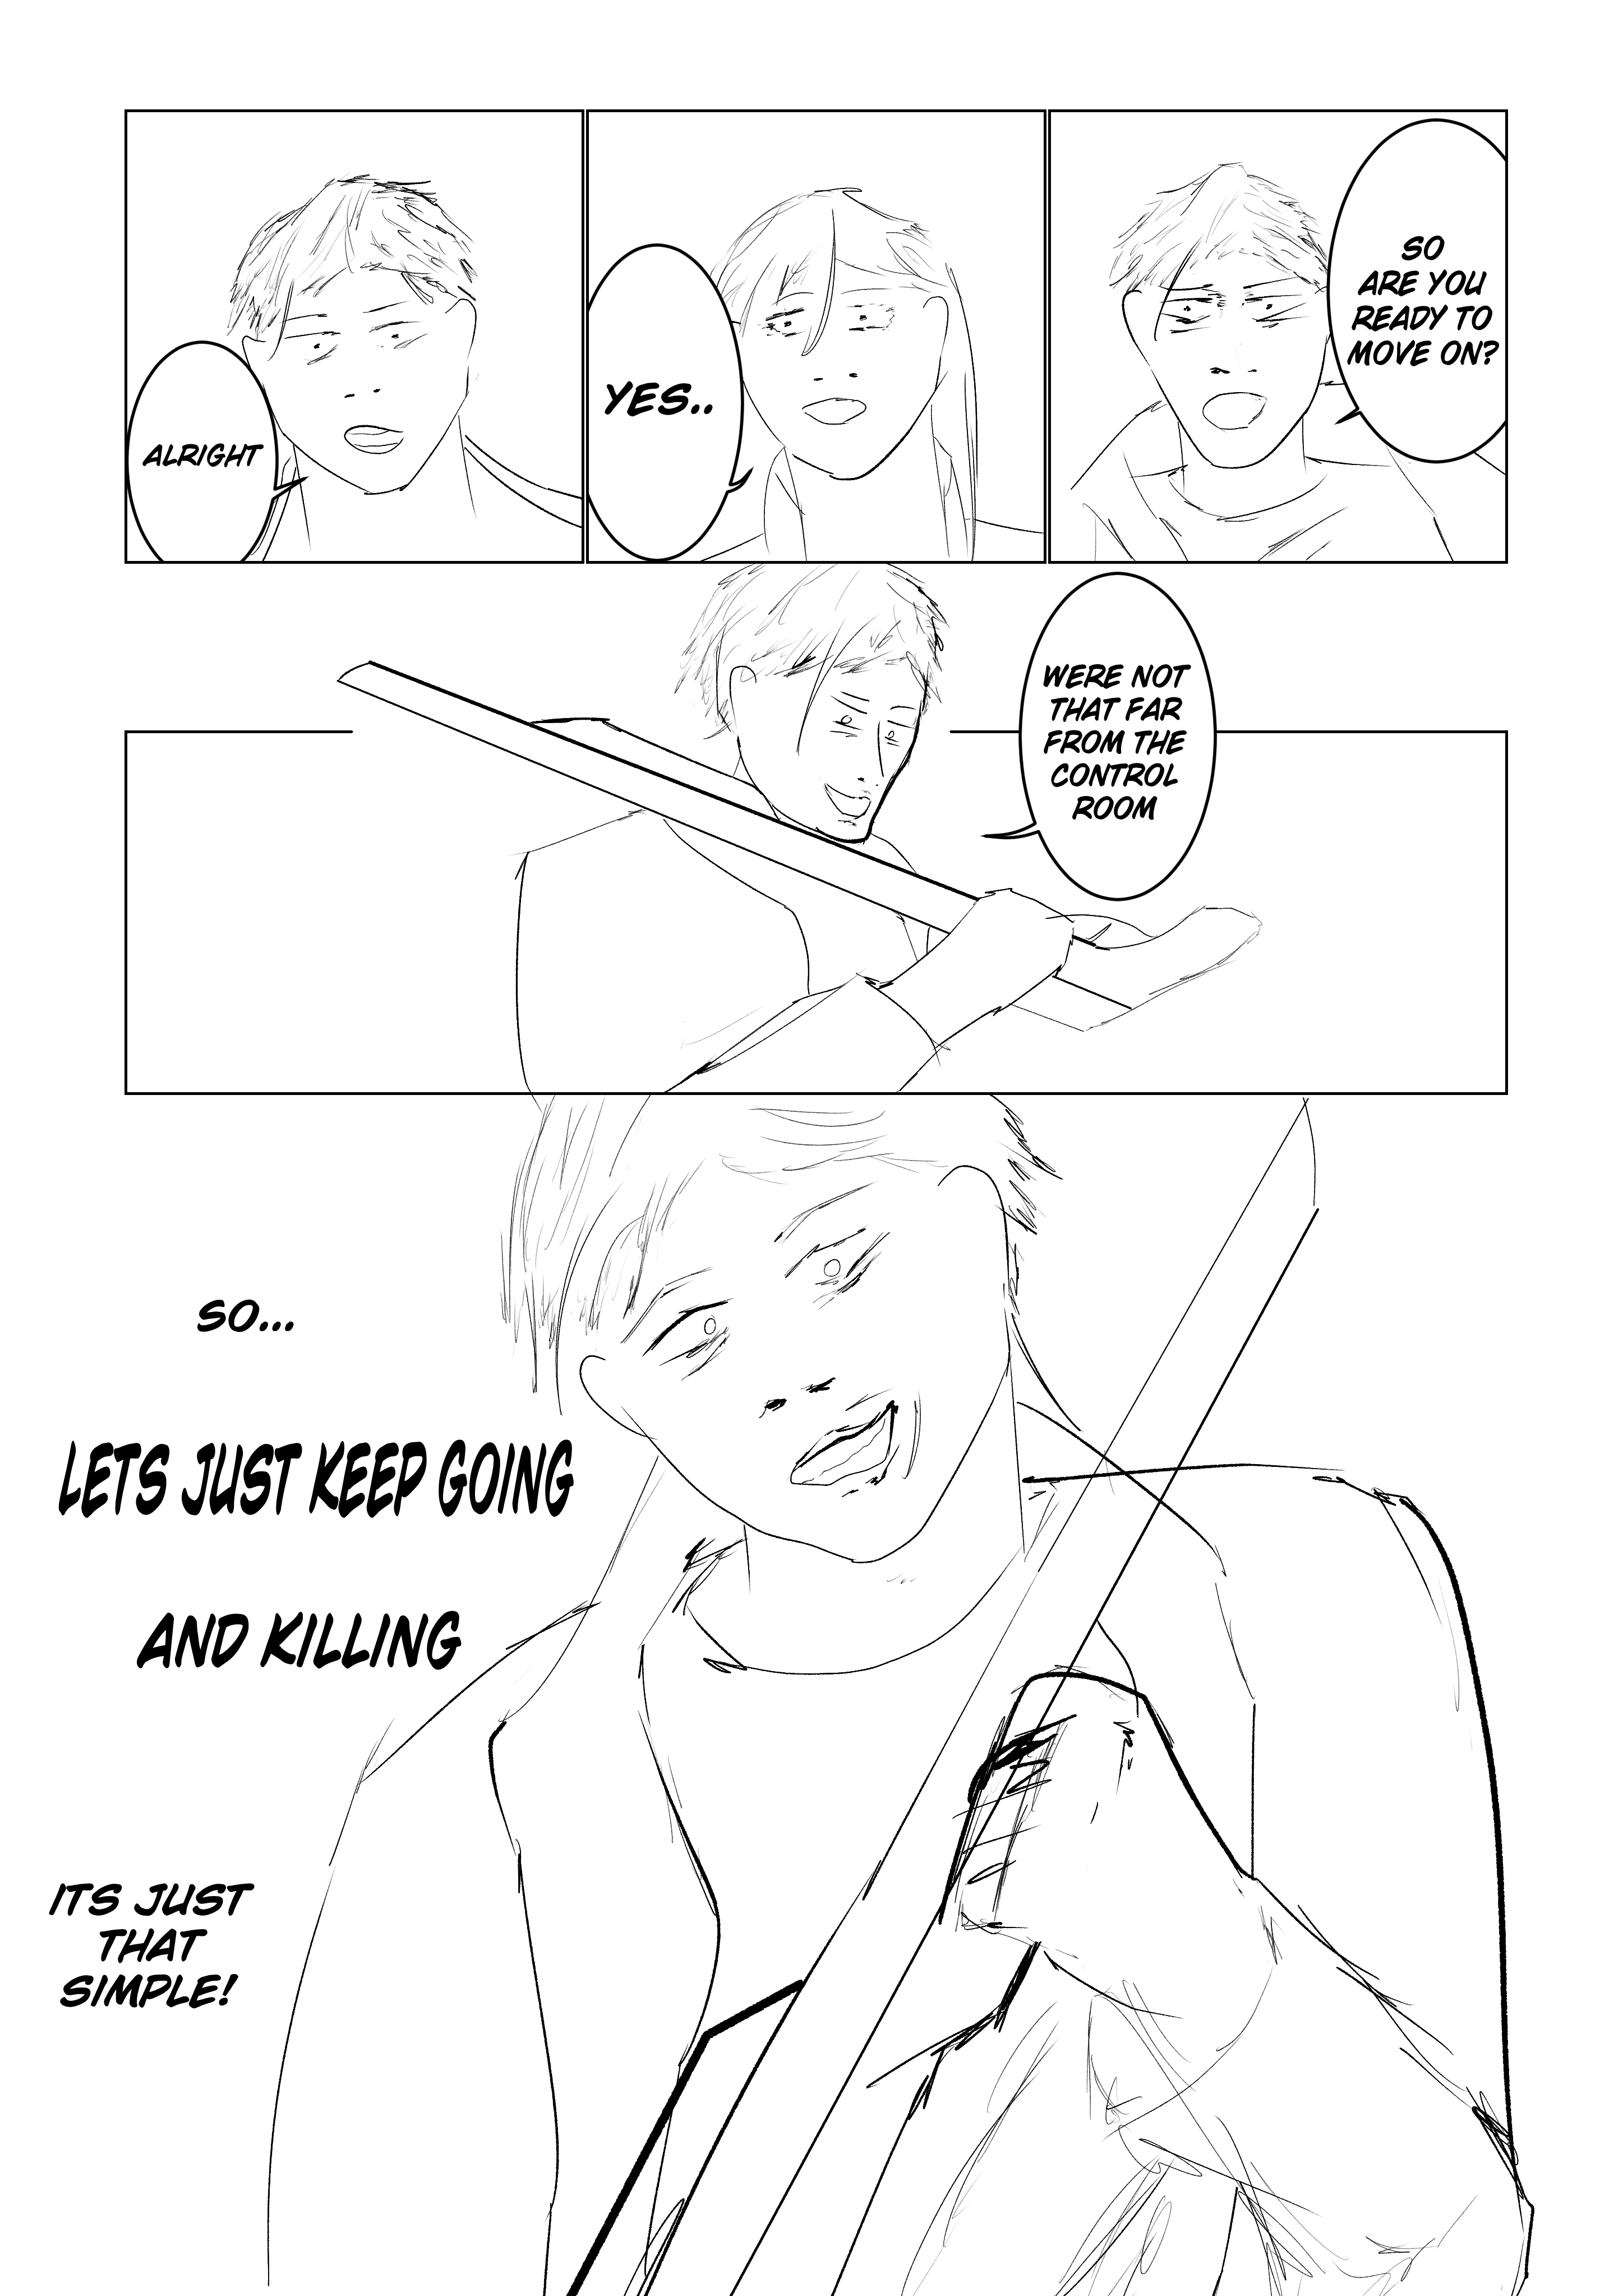 SO
ARE YOU
READY TO
MOVE ON?
YES..
ALRIGHT
WERE NOT
THAT FAR
FROM THE
CONTROL
ROOM
SO...
LETS JUST KEEP GOING
AND KILLING
ITS JUST
THAT
SIMPLE!